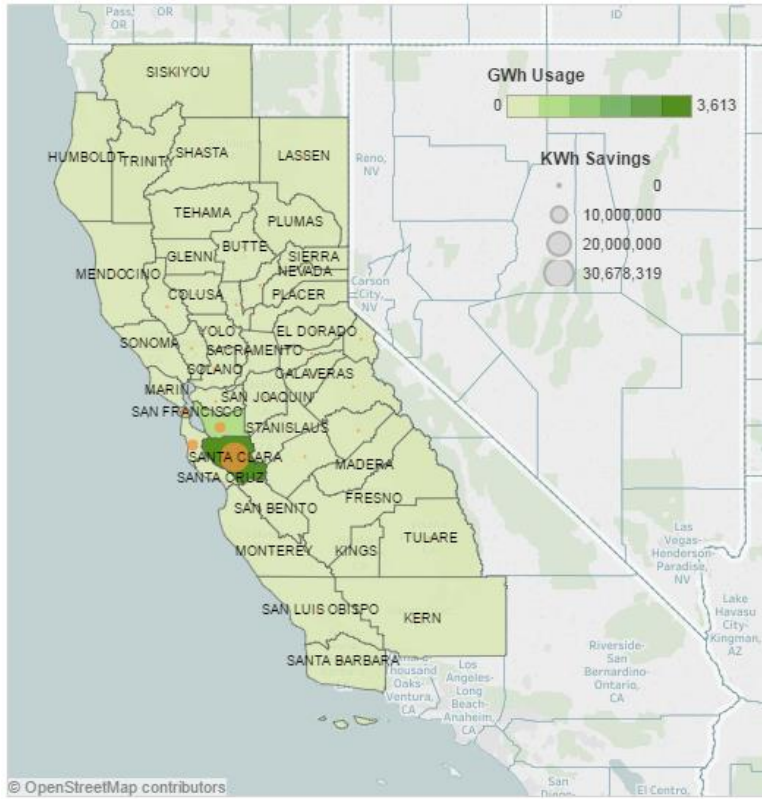 Pass,
OR
OR
ID
SISKIYOU
GWh Usage
0
3,613
KWh Savings
0
10,000,000
20,000,000
30,678,319
HUMBOLDT
TRINITY
SHASTA
LASSEN
Reno,
NV
TEHAMA
PLUMAS
BUTTE
GLENN
SIERRA
NEVADA
MENDOCINO
COLUSA
PLACER
Carson
City,
NV
YOLO
EL DORADO
SONOMA
SACRAMENTO
SOLANO
CALAVERAS
MARIN
SAN JOAQUIN
SAN FRANCISCO
STANISLAUS
SANTA CLARA
MADERA
SANTA CRUZ
FRESNO
SAN BENITO
TULARE
MONTEREY
KINGS
Las
Vegas-
Henderson-
Paradise,
NV
SAN LUIS OBISPO
KERN
Lake
Havasu
City-
Kingman,
AZ
SANTA BARBARA
Thousand
Oaks-
Ventura,
CA
Los
Angeles-
Long
Beach-
Anaheim,
CA
Riverside-
San
Bernardino-
Ontario,
CA
San
El Centro,
© OpenStreetMap contributors